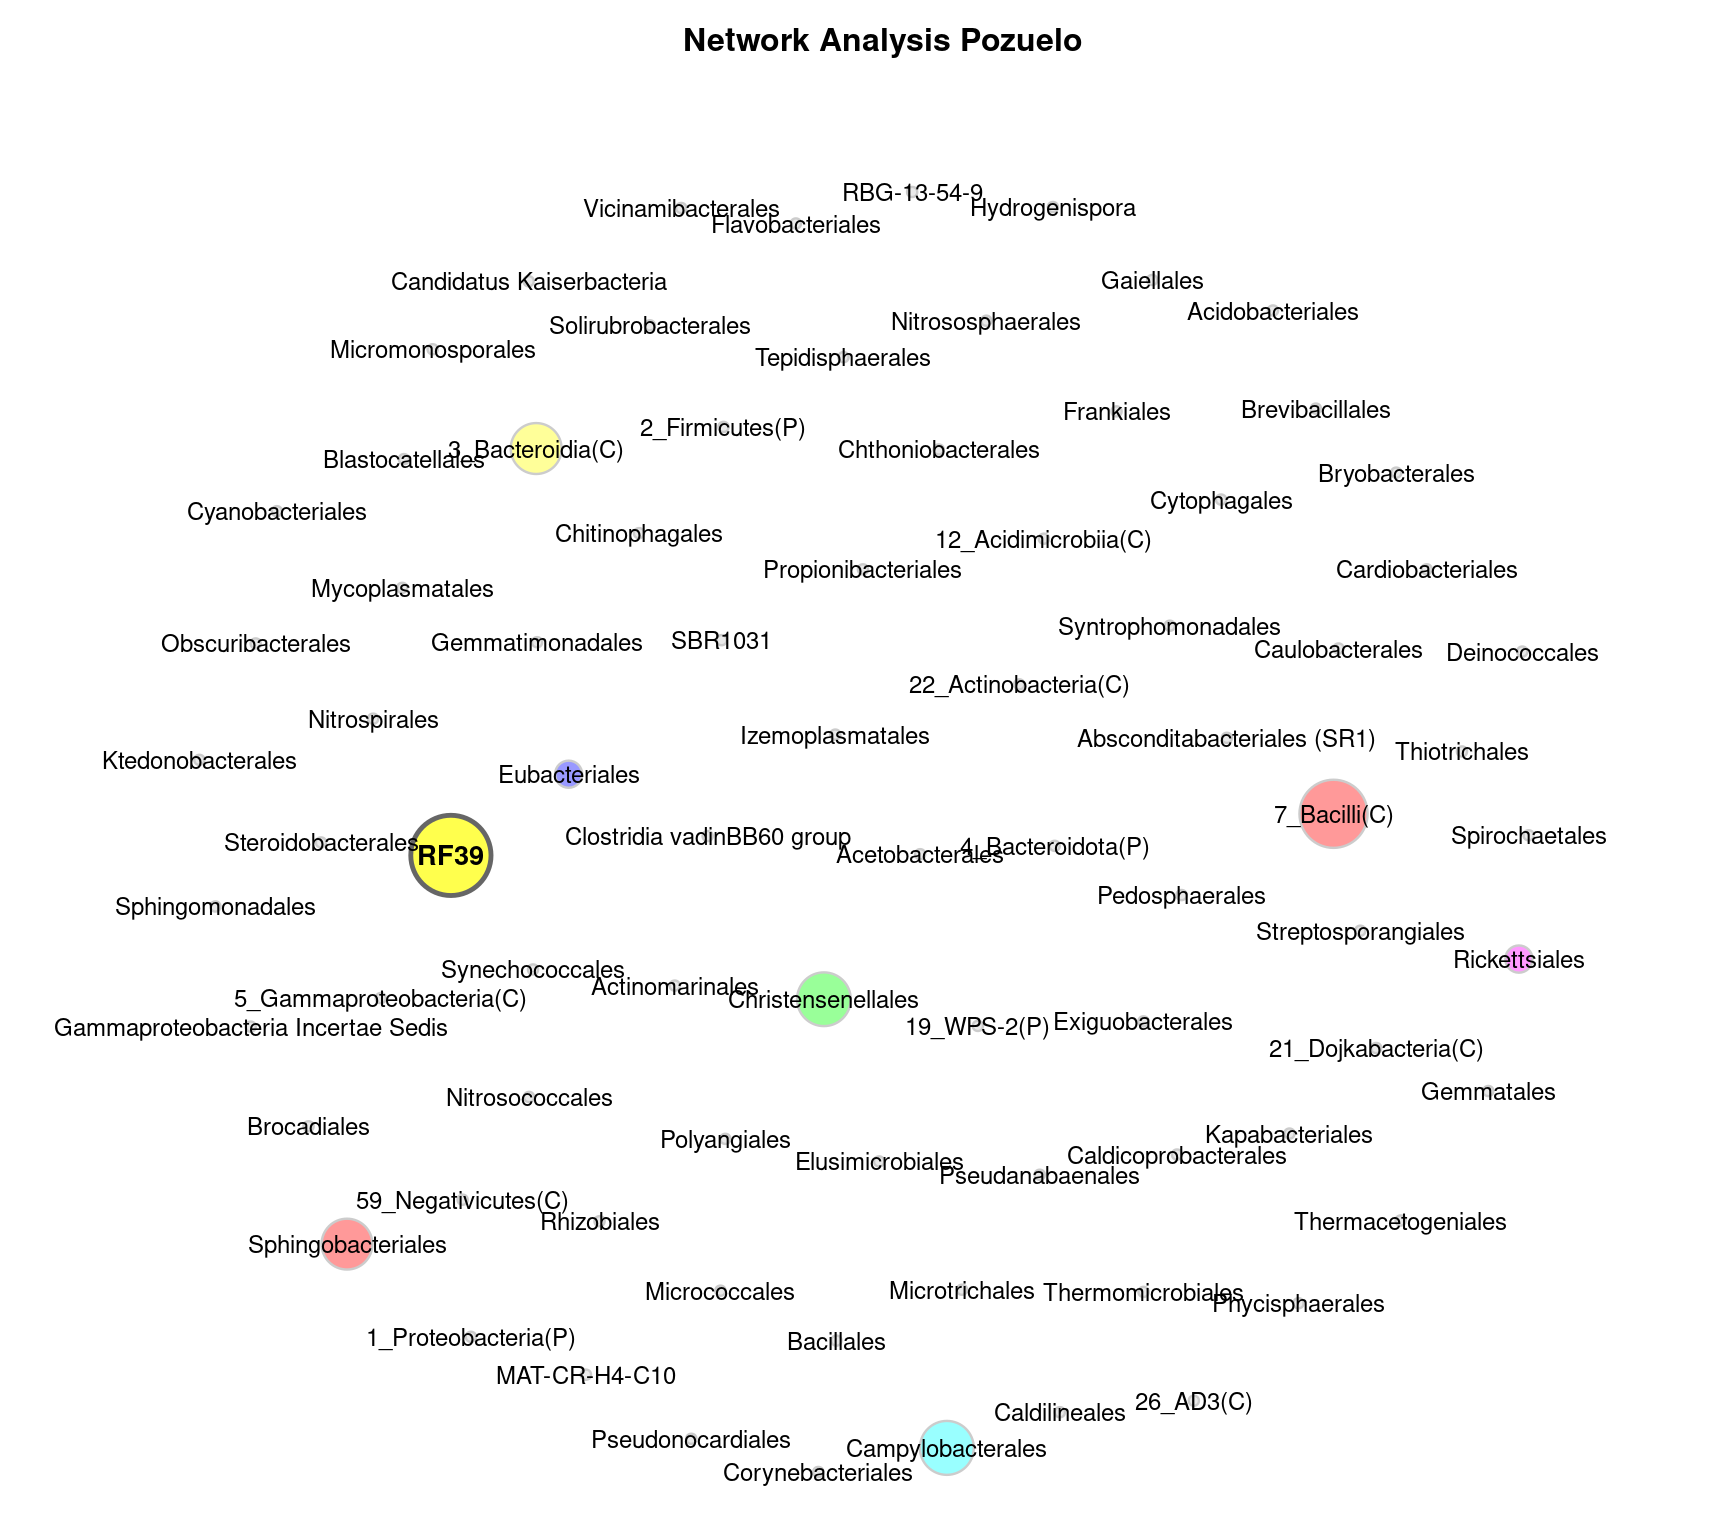 Network Analysis Pozuelo
RBG-13-54-9
Vicinamibacterales
Hydrogenispora
Flavobacteriales
Candidatus Kaiserbacteria
Gaiellales
Acidobacteriales
Solirubrobacterales
Nitrososphaerales
Micromonosporales
Tepidisphaerales
Frankiales
Brevibacillales
2_Firmicutes(P)
3_Bacteroidia(C)
Chthoniobacterales
Blastocatellales
Bryobacterales
Cytophagales
Cyanobacteriales
Chitinophagales
12_Acidimicrobiia(C)
Propionibacteriales
Cardiobacteriales
Mycoplasmatales
Syntrophomonadales
Obscuribacterales
Gemmatimonadales
SBR1031
Caulobacterales
Deinococcales
22_Actinobacteria(C)
Nitrospirales
Izemoplasmatales
Absconditabacteriales (SR1)
Thiotrichales
Ktedonobacterales
Eubacteriales
7_Bacilli(C)
Steroidobacterales
Clostridia vadinBB60 group
Spirochaetales
RF39
Acetobacterales
4_Bacteroidota(P)
Pedosphaerales
Sphingomonadales
Streptosporangiales
Rickettsiales
Synechococcales
Actinomarinales
5_Gammaproteobacteria(C)
Christensenellales
Gammaproteobacteria Incertae Sedis
19_WPS-2(P)
Exiguobacterales
21_Dojkabacteria(C)
Gemmatales
Nitrosococcales
Brocadiales
Kapabacteriales
Polyangiales
Caldicoprobacterales
Elusimicrobiales
Pseudanabaenales
59_Negativicutes(C)
Rhizobiales
Thermacetogeniales
Sphingobacteriales
Micrococcales
Microtrichales
Thermomicrobiales
Phycisphaerales
1_Proteobacteria(P)
Bacillales
MAT-CR-H4-C10
26_AD3(C)
Caldilineales
Pseudonocardiales
Campylobacterales
Corynebacteriales